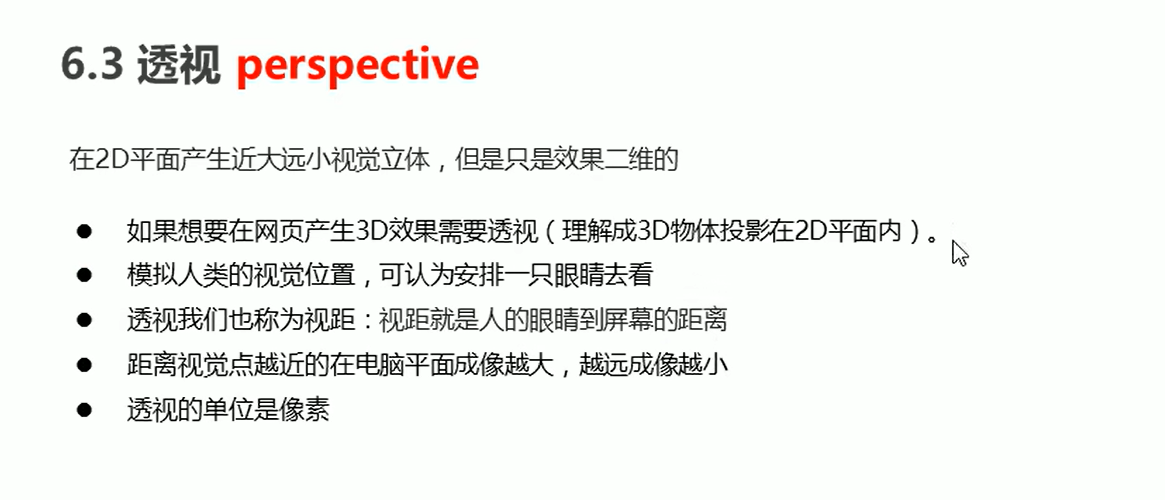 6.3 透视 perspective
在2D平面产生近大远小视觉立体，但是只是效果二维的
● 如果想要在网页产生3D效果需要透视（理解成3D物体投影在2D平面内）。
● 模拟人类的视觉位置，可认为安排一只眼睛去看
● 透视我们也称为视距：视距就是人的眼睛到屏幕的距离
● 距离视觉点越近的在电脑平面成像越大，越远成像越小
● 透视的单位是像素